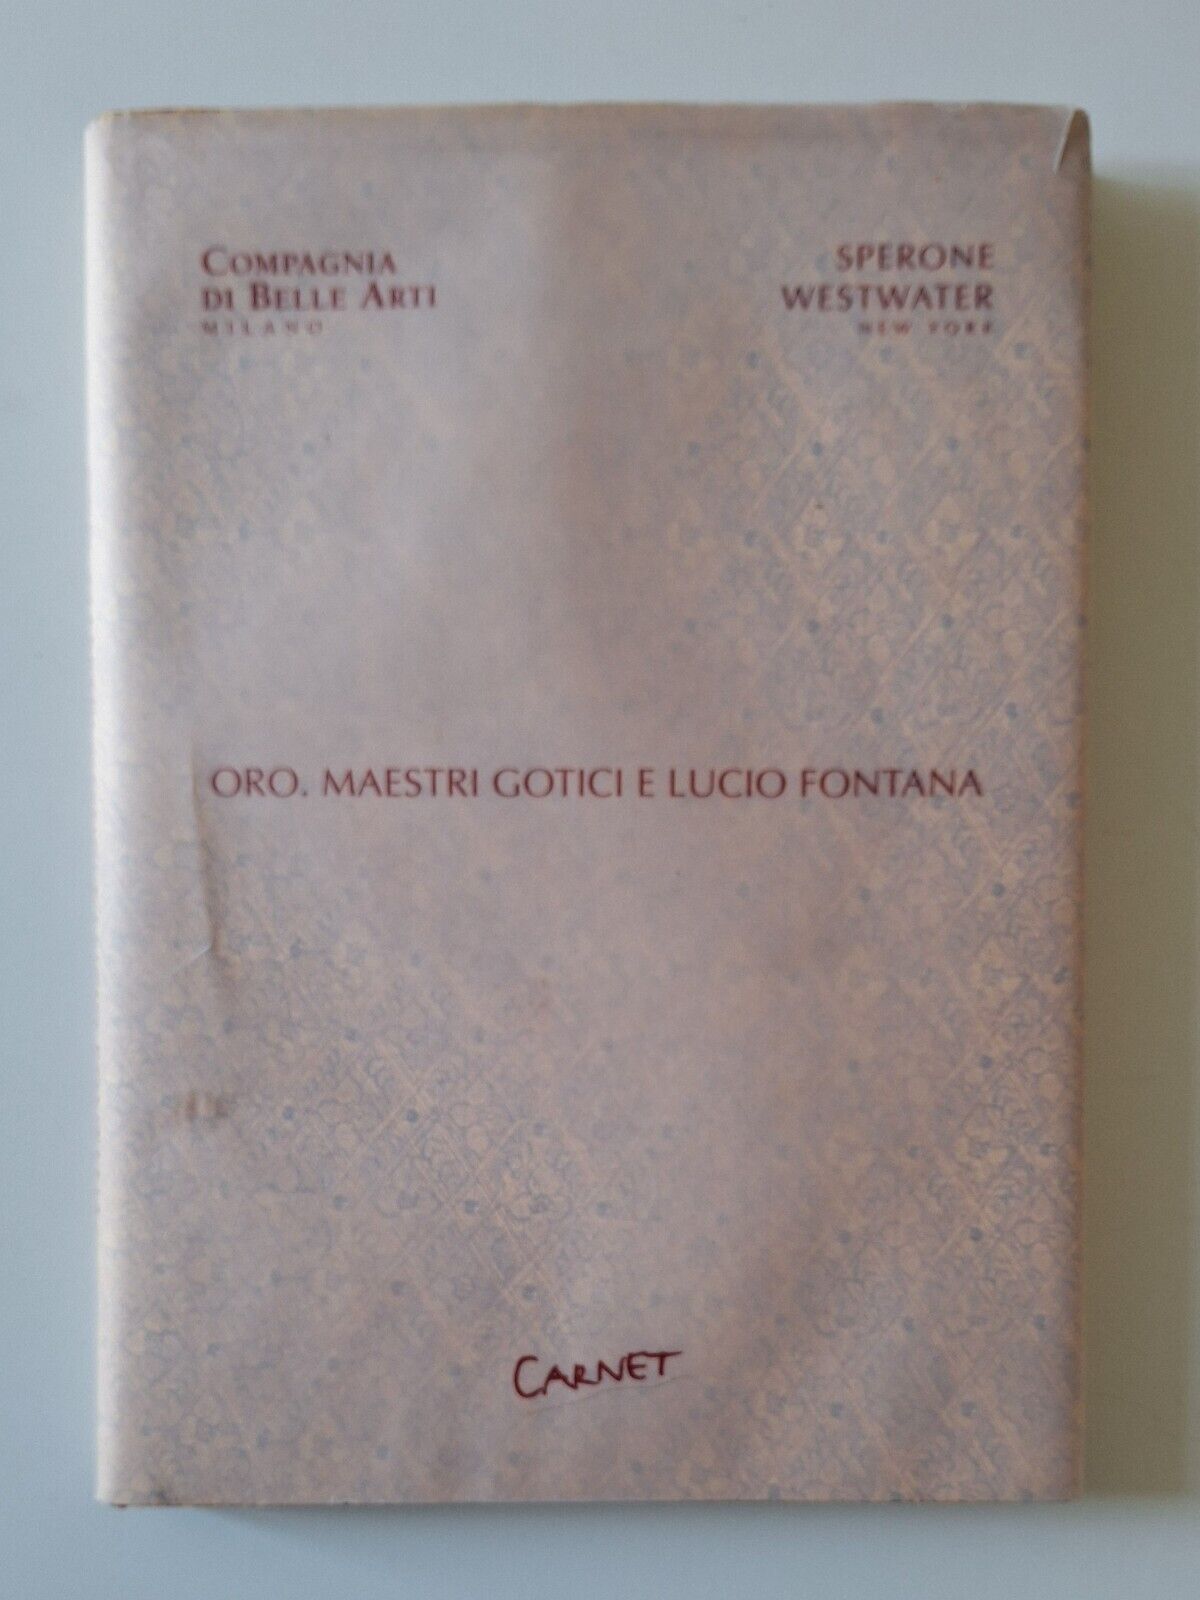 COMPAGNIA
DI BELLE ARTI
MILANO
SPERONE
WESTWATER
NEW YORK
ORO. MAESTRI GOTICI E LUCIO FONTANA
CARNET